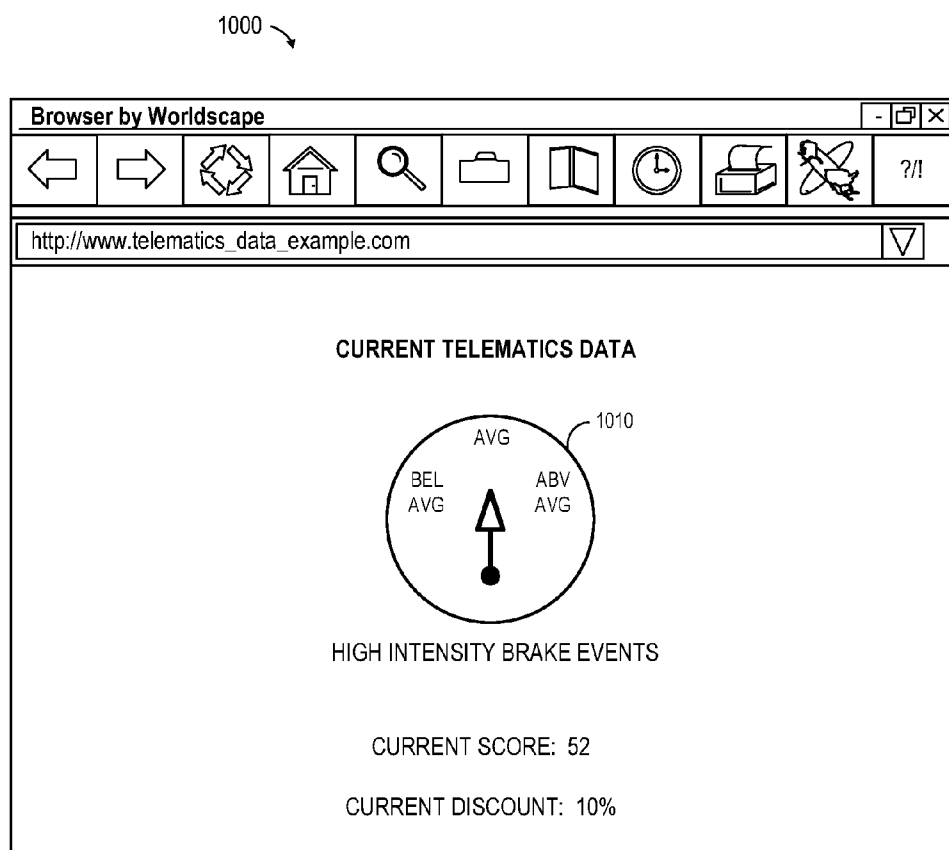 1000
Browser by Worldscape
-
?/!
http://www.telematics_data_example.com
CURRENT TELEMATICS DATA
1010
AVG
BEL AVG
ABV AVG
HIGH INTENSITY BRAKE EVENTS
CURRENT SCORE: 52
CURRENT DISCOUNT: 10%